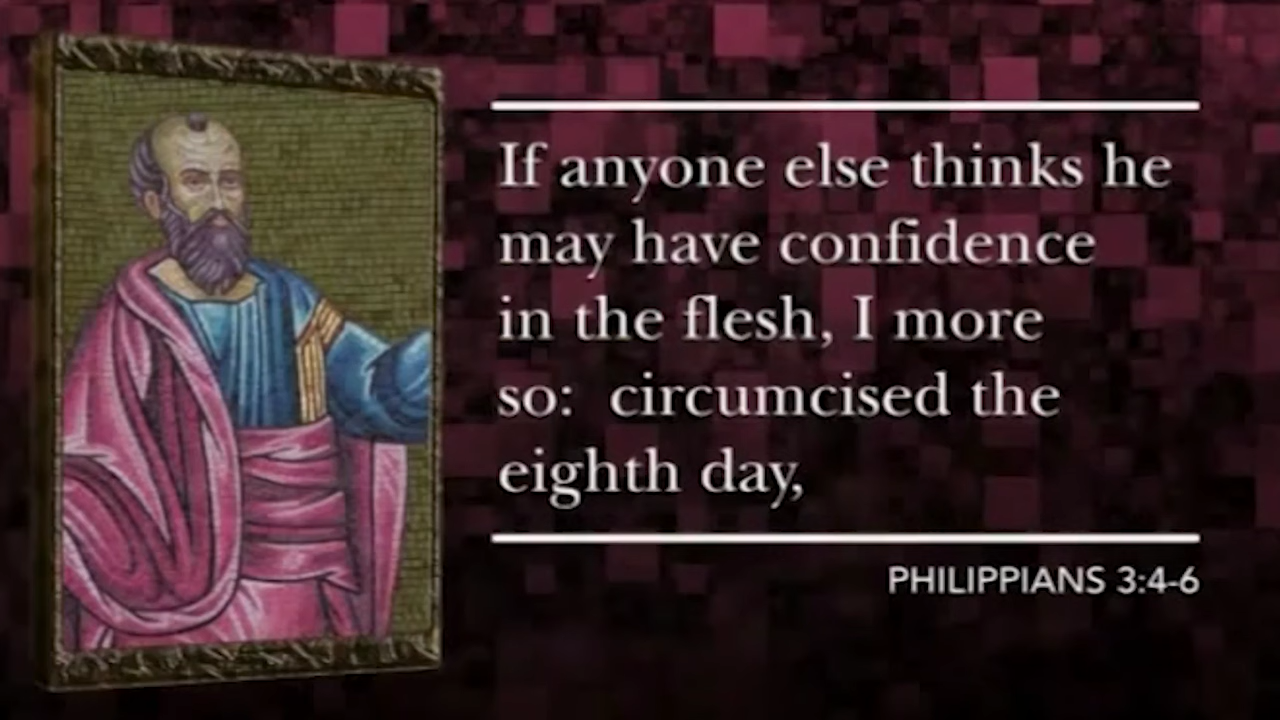 If anyone else thinks he
may have confidence
in the flesh, I more
so:  circumcised the
eighth day,
PHILIPPIANS 3:4-6